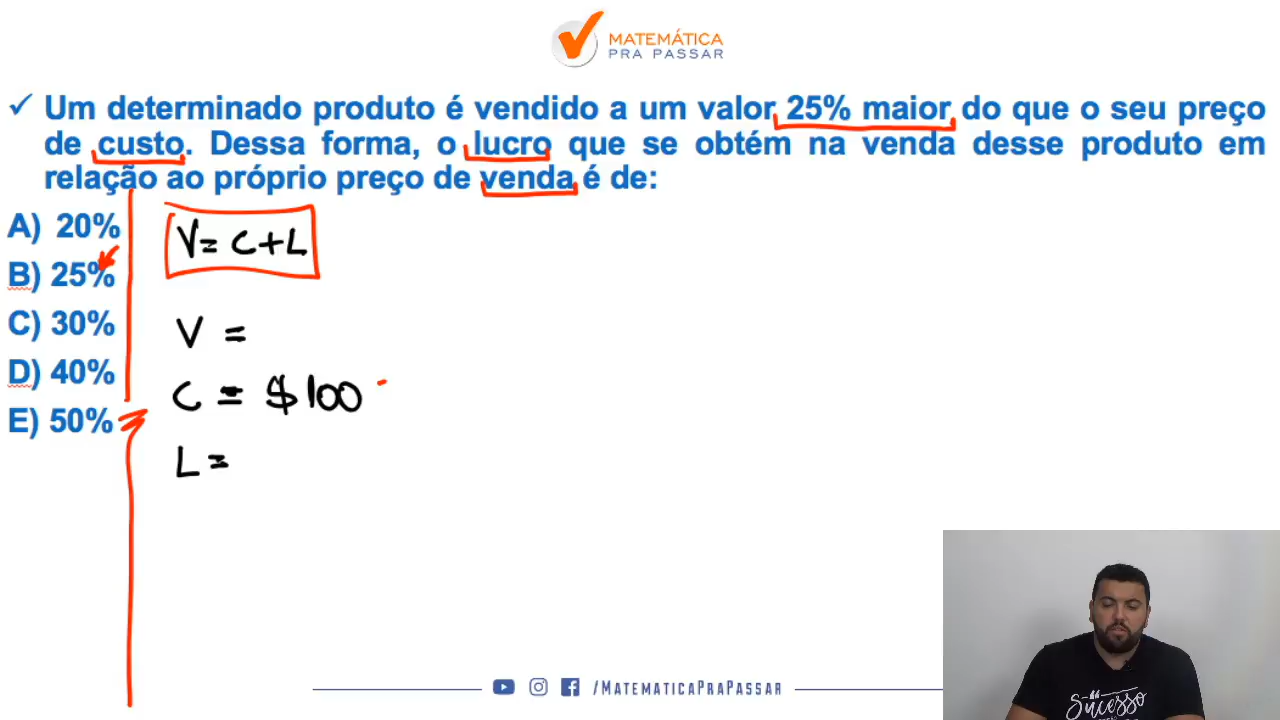 MATEMÁTICA
PRA PASSAR
✓ Um determinado produto é vendido a um valor 25% maior do que o seu preço
de custo. Dessa forma, o lucro que se obtém na venda desse produto em
relação ao próprio preço de venda é de:
A) 20%
B) 25%
C) 30%
D) 40%
E) 50%
V = C + L
V =
C = $100
L =
/MATEMATICAPRAPASSAR
Sucesso